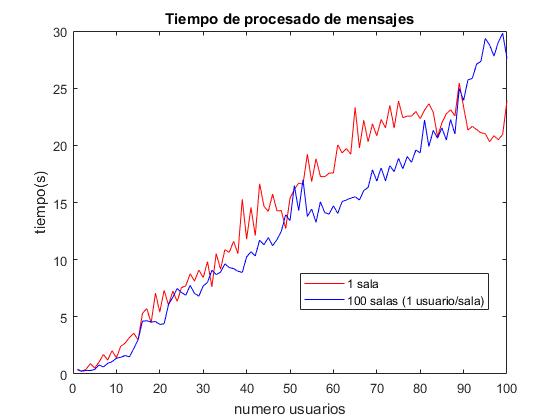 Tiempo de procesado de mensajes
30
25
20
15
10
5
0
tiempo(s)
1 sala
100 salas (1 usuario/sala)
0 10 20 30 40 50 60 70 80 90 100
numero usuarios